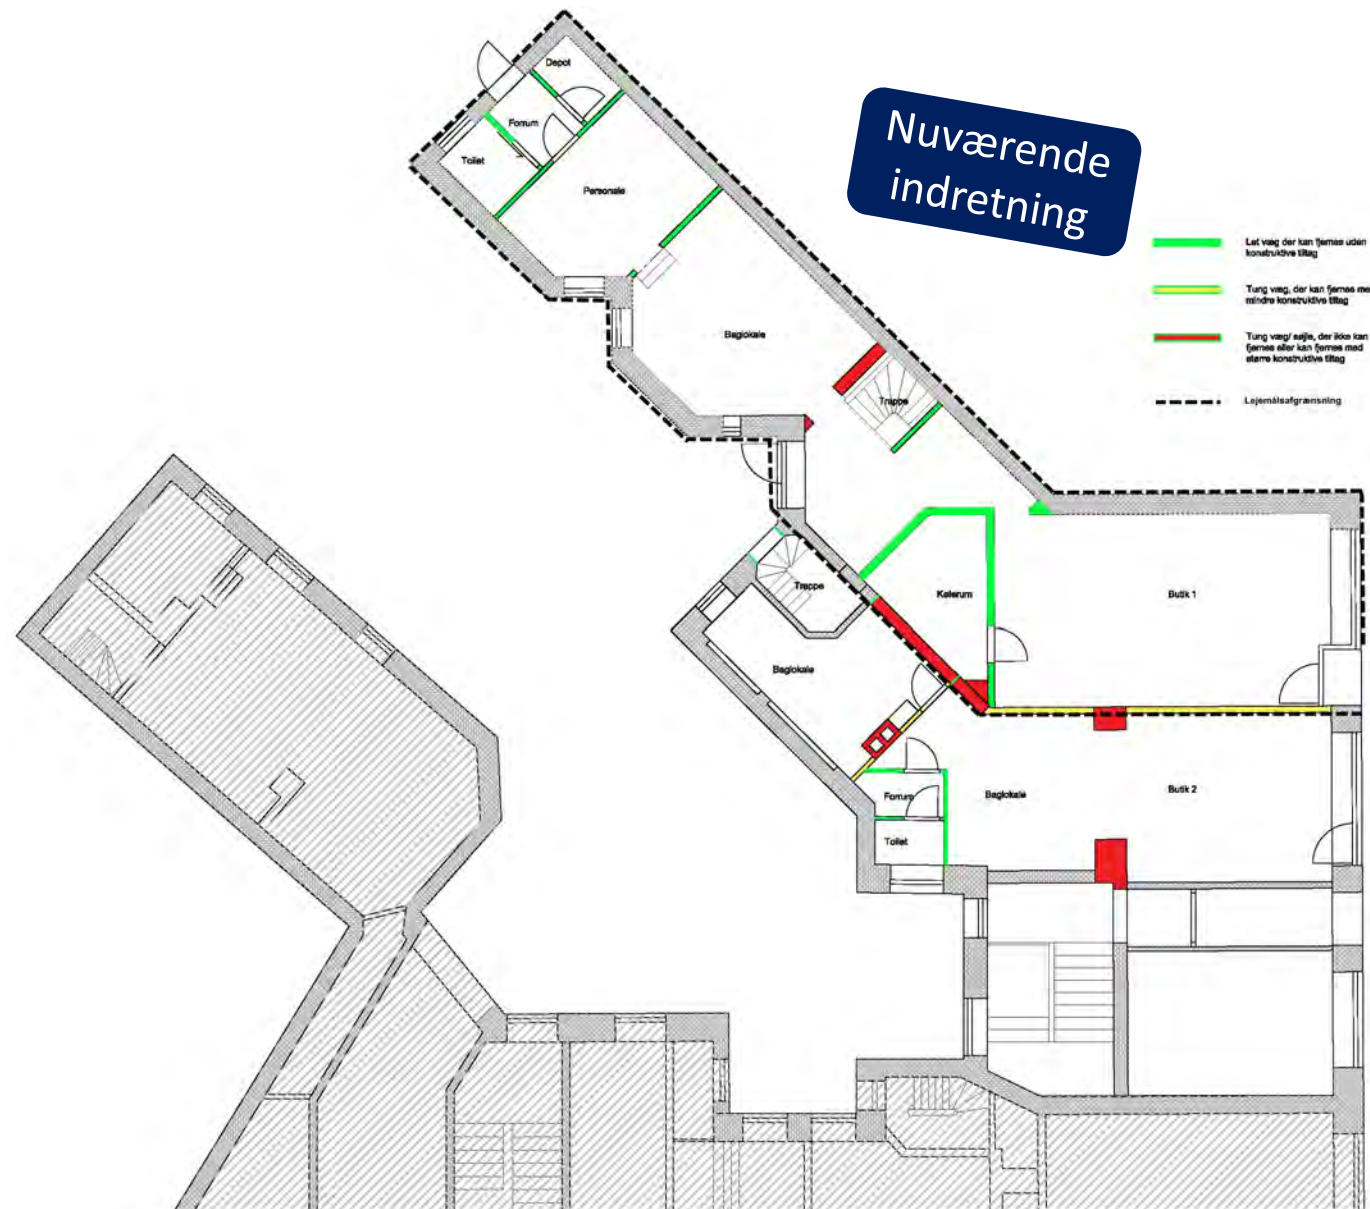 Nuværende
indretning
Depot
Forrum
Toilet
Personale
Baglokale
Trappe
Let væg der kan fjernes uden
konstruktive tiltag
Tung væg, der kan fjernes me
mindre konstruktive tiltag
Tung væg/ søjle, der ikke kan
fjernes eller kan fjernes med
større konstruktive tiltag
Lejemålsafgrænsning
Trappe
Kølerum
Butik 1
Baglokale
Forrum
Baglokale
Butik 2
Toilet